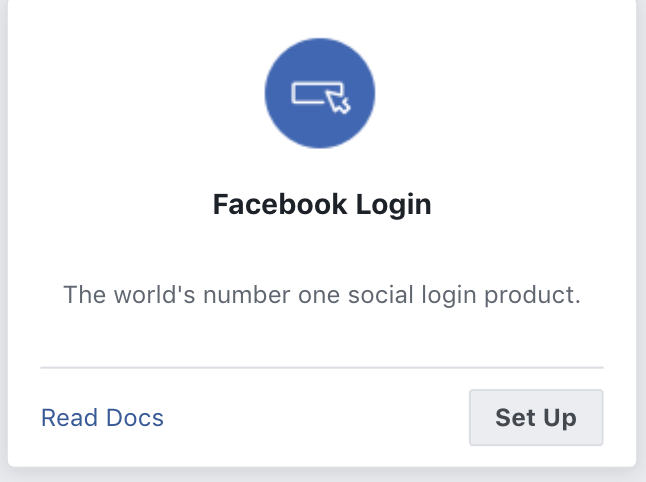 Facebook Login
The world's number one social login product.
Read Docs
Set Up